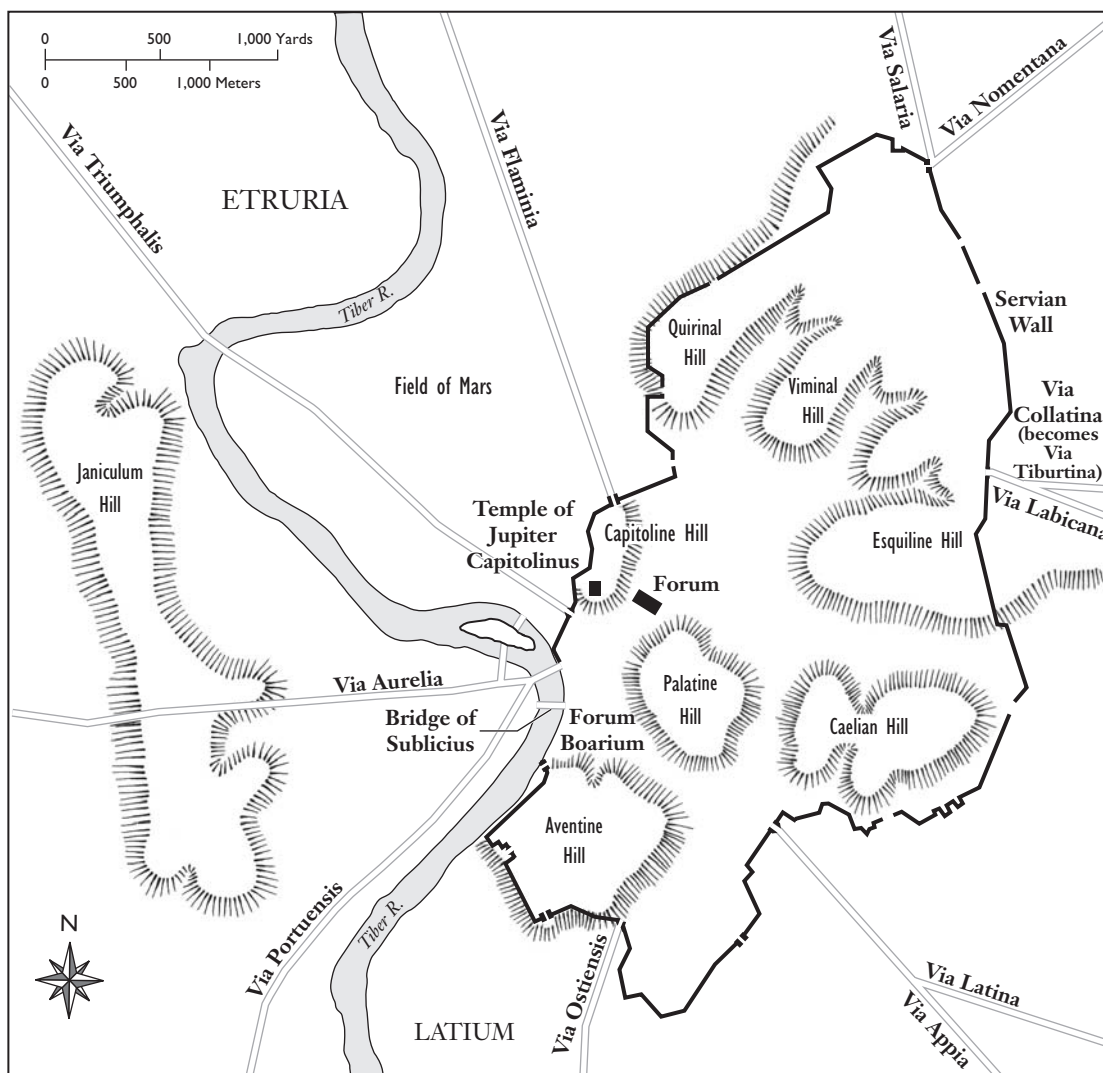 0 500 1,000 Yards
0 500 1,000 Meters
Via Triumphalis
ETRURIA
Via Flaminia
Via Salaria
Via Nomentana
Tiber R.
Servian
Wall
Quirinal
Hill
Viminal
Hill
Field of Mars
Via
Collatina
(becomes
Via
Tiburtina)
Via Labicana
Janiculum
Hill
Temple of
Jupiter
Capitolinus
Capitoline Hill
Esquiline Hill
Forum
Via Aurelia
Palatine
Hill
Caelian Hill
Bridge of
Sublicius
Forum
Boarium
Aventine
Hill
Via Portuensis
Tiber R.
Via Ostiensis
N
LATIUM
Via Latina
Via Appia